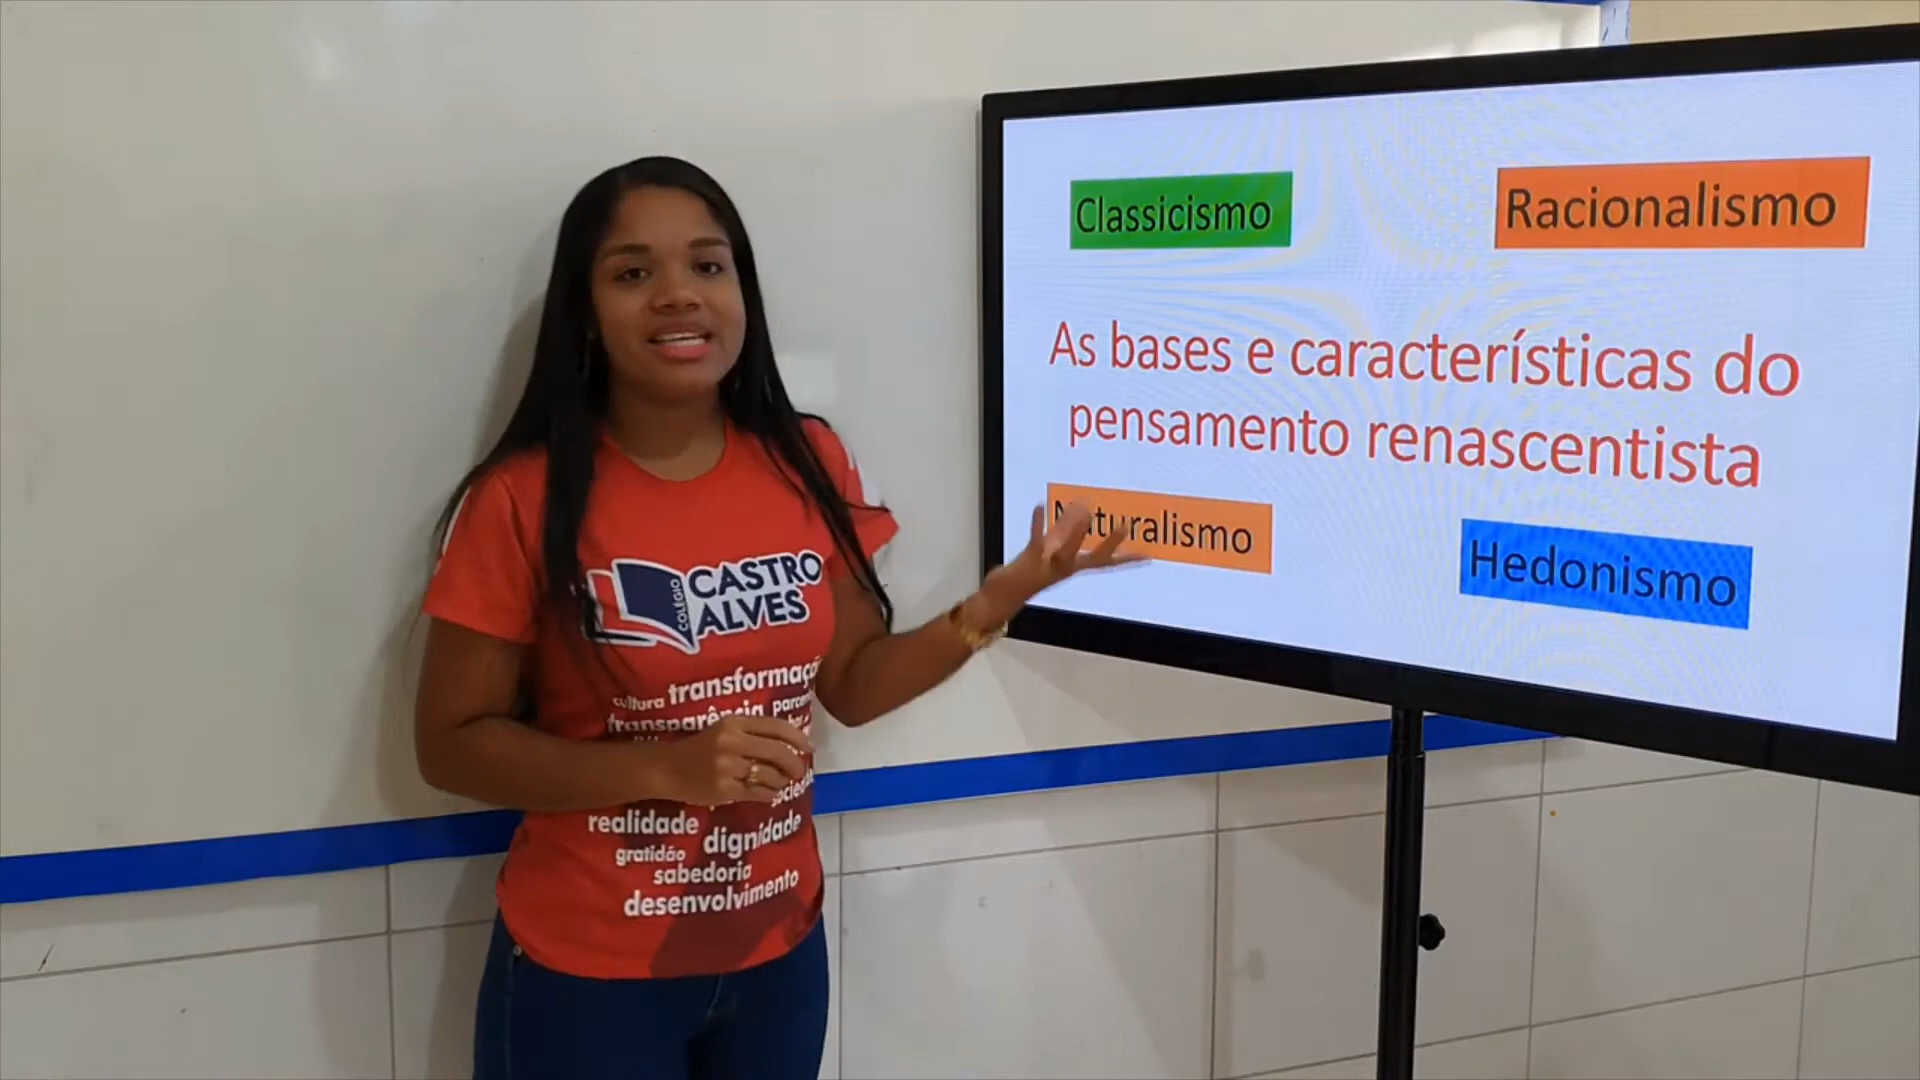 Classicismo
Racionalismo
As bases e características do
pensamento renascentista
Naturalismo
Hedonismo
COLÉGIO
CASTRO
ALVES
cultura transformação
transparência
realidade dignidade
gratidão
sabedoria
desenvolvimento